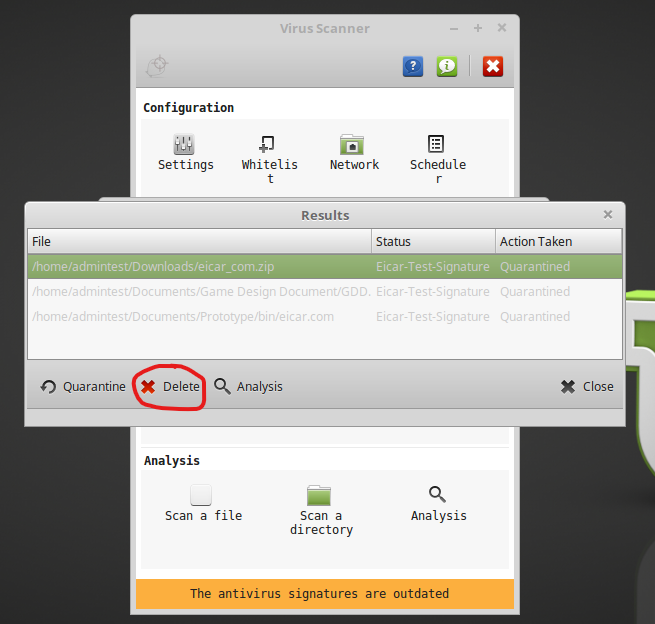 Virus Scanner
Configuration
Settings
Whitelis
t
Network
Schedule
r
Results
File Status Action Taken
/home/admintest/Downloads/eicar_com.zip Eicar-Test-Signature Quarantined
/home/admintest/Documents/Game Design Document/GDD. Eicar-Test-Signature Quarantined
/home/admintest/Documents/Prototype/bin/eicar.com Eicar-Test-Signature Quarantined
Quarantine Delete Analysis Close
Analysis
Scan a file
Scan a
directory
Analysis
The antivirus signatures are outdated